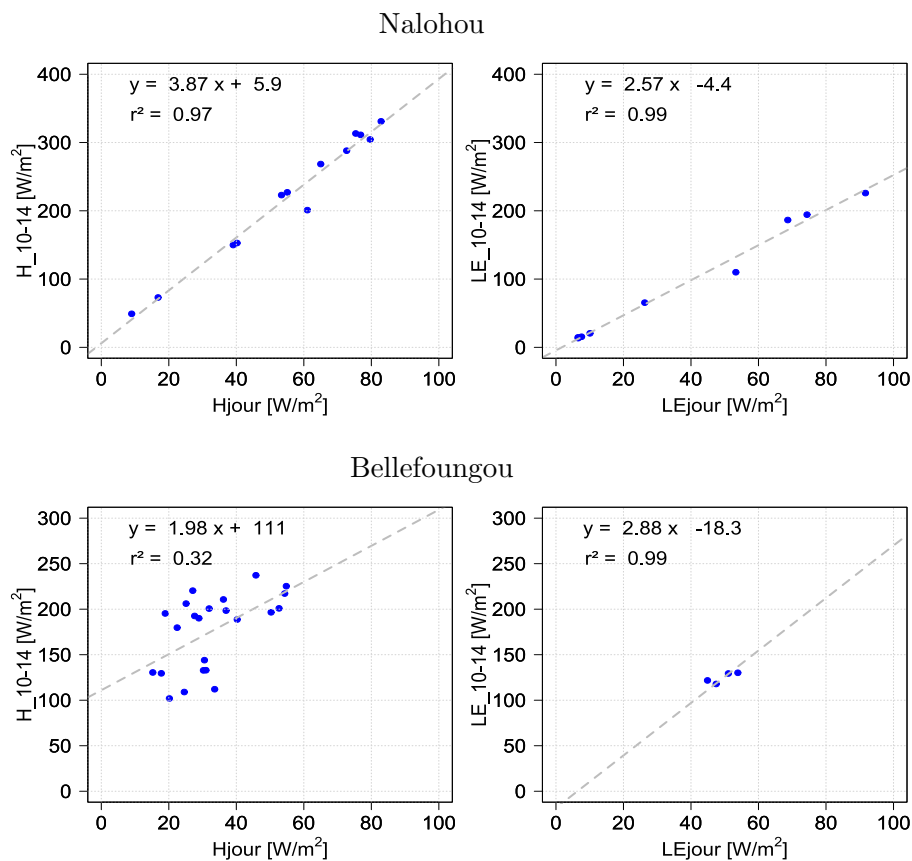 Nalohou
y = 3.87 x + 5.9
r² = 0.97
400
300
200
100
0
H_10-14 [W/m²]
0 20 40 60 80 100
Hjour [W/m²]
y = 2.57 x -4.4
r² = 0.99
400
300
200
100
0
LE_10-14 [W/m²]
0 20 40 60 80 100
LEjour [W/m²]
Bellefoungou
y = 1.98 x + 111
r² = 0.32
300
250
200
150
100
50
0
H_10-14 [W/m²]
0 20 40 60 80 100
Hjour [W/m²]
y = 2.88 x -18.3
r² = 0.99
300
250
200
150
100
50
0
LE_10-14 [W/m²]
0 20 40 60 80 100
LEjour [W/m²]